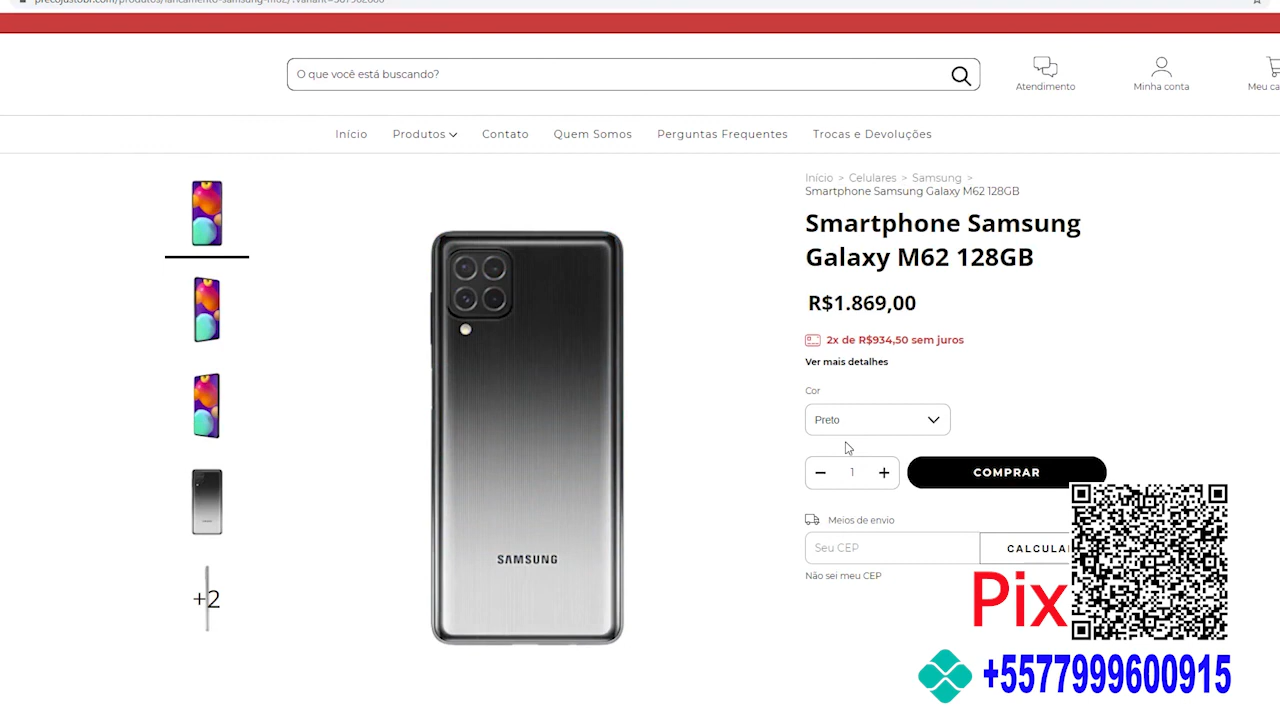 O que você está buscando?
Atendimento
Minha conta
Meu ca
Início
Produtos
Contato
Quem Somos
Perguntas Frequentes
Trocas e Devoluções
Início > Celulares > Samsung >
Smartphone Samsung Galaxy M62 128GB
Smartphone Samsung
Galaxy M62 128GB
R$1.869,00
2x de R$934,50 sem juros
Ver mais detalhes
Cor
Preto
− 1 +
COMPRAR
Meios de envio
Seu CEP
CALCULA
Não sei meu CEP
SAMSUNG
+2
Pix
+5577999600915